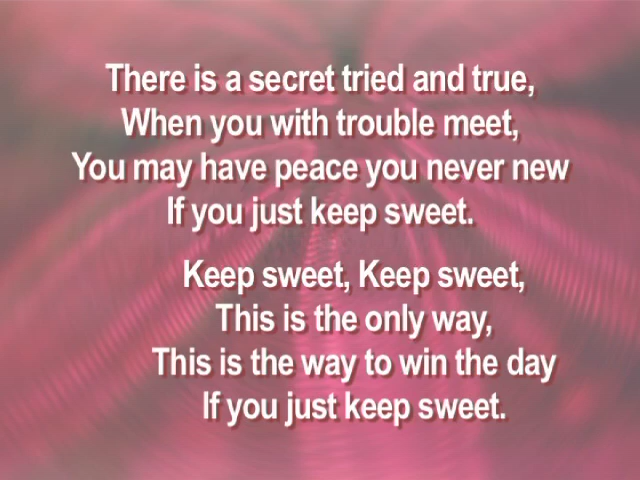 There is a secret tried and true,
When you with trouble meet,
You may have peace you never new
If you just keep sweet.
Keep sweet, Keep sweet,
This is the only way,
This is the way to win the day
If you just keep sweet.